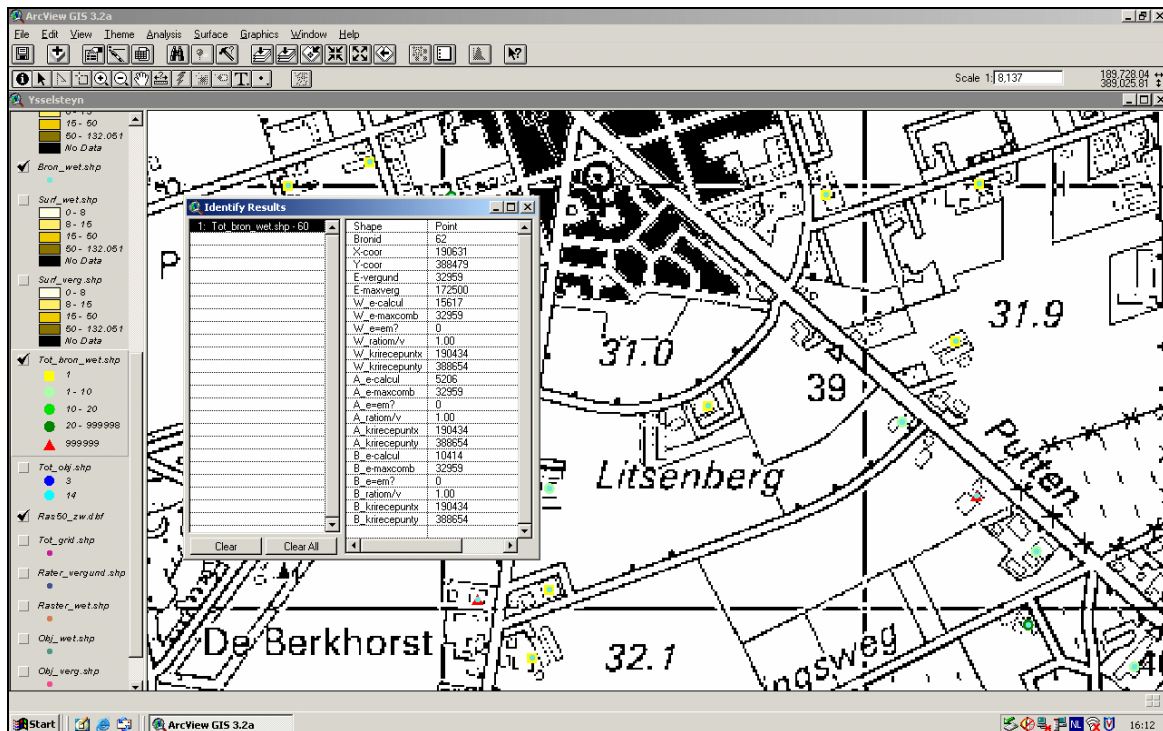 ArcView GIS 3.2a
File Edit View Theme Analysis Surface Graphics Window Help
Scale 1: 8,137
189,728.04
389,025.81
Ysselsteyn
15 - 50
50 - 132.051
No Data
Bron_wet.shp
Surf_wet.shp
0 - 8
8 - 15
15 - 50
50 - 132.051
No Data
Surf_verg.shp
0 - 8
8 - 15
15 - 50
50 - 132.051
No Data
Tot_bron_wet.shp
1
1 - 10
10 - 20
20 - 999998
999999
Tot_obj.shp
3
14
Ras50_zw.dbf
Tot_grid.shp
Rater_vergund.shp
Raster_wet.shp
Obj_wet.shp
Obj_verg.shp
Identify Results
1: Tot_bron_wet.shp - 60
Shape Point
Bronid 62
X-coor 190631
Y-coor 388479
E-vergund 32959
E-maxverg 172500
W_e-calcul 15617
W_e-maxcomb 32959
W_e=em? 0
W_ratiom/v 1.00
W_krirecepuntx 190434
W_krirecepunty 388654
A_e-calcul 5206
A_e-maxcomb 32959
A_e=em? 0
A_ratiom/v 1.00
A_krirecepuntx 190434
A_krirecepunty 388654
B_e-calcul 10414
B_e-maxcomb 32959
B_e=em? 0
B_ratiom/v 1.00
B_krirecepuntx 190434
B_krirecepunty 388654
Clear Clear All
P
31.0
31.9
39
Litsenberg
Putten
De Berkhorst
32.1
ngsweg
Start
ArcView GIS 3.2a
NL
16:12